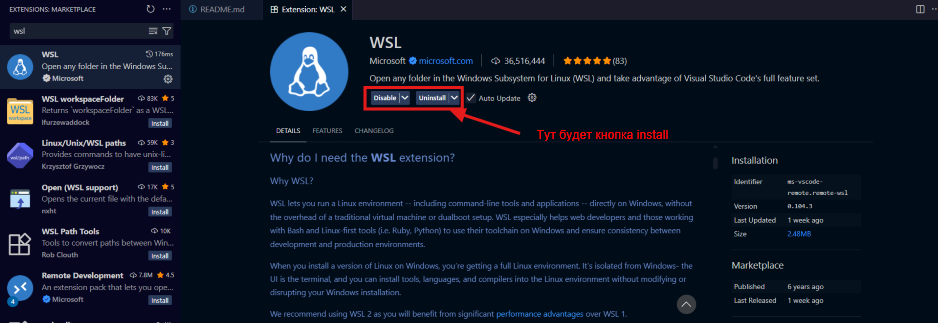 EXTENSIONS: MARKETPLACE
wsl
WSL
176ms
Open any folder in the Windows Su...
Microsoft
WSL workspaceFolder
83K
5
Returns `workspaceFolder` as a WSL...
lfurzewaddock
Install
Linux/Unix/WSL paths
59K
3
Provides commands to have unix-li...
Krzysztof Grzywocz
Install
Open (WSL support)
17K
5
Opens the current file with the defa...
nxht
Install
WSL Path Tools
10K
Tools to convert paths between Win...
Rob Clouth
Install
Remote Development
7.8M
4.5
An extension pack that lets you ope...
4
Microsoft
Install
README.md
Extension: WSL
WSL
Microsoft
microsoft.com
36,516,444
(83)
Open any folder in the Windows Subsystem for Linux (WSL) and take advantage of Visual Studio Code's full feature set.
Disable
Uninstall
Auto Update
Тут будет кнопка install
DETAILS
FEATURES
CHANGELOG
Why do I need the WSL extension?
Why WSL?
WSL lets you run a Linux environment -- including command-line tools and applications -- directly on Windows, without
the overhead of a traditional virtual machine or dualboot setup. WSL especially helps web developers and those working
with Bash and Linux-first tools (i.e. Ruby, Python) to use their toolchain on Windows and ensure consistency between
development and production environments.
When you install a version of Linux on Windows, you're getting a full Linux environment. It's isolated from Windows- the
UI is the terminal, and you can install tools, languages, and compilers into the Linux environment without modifying or
disrupting your Windows installation.
We recommend using WSL 2 as you will benefit from significant performance advantages over WSL 1.
Installation
Identifier
ms-vscode-
remote.remote-wsl
Version
0.104.3
Last Updated
1 week ago
Size
2.48MB
Marketplace
Published
6 years ago
Last Released
1 week ago